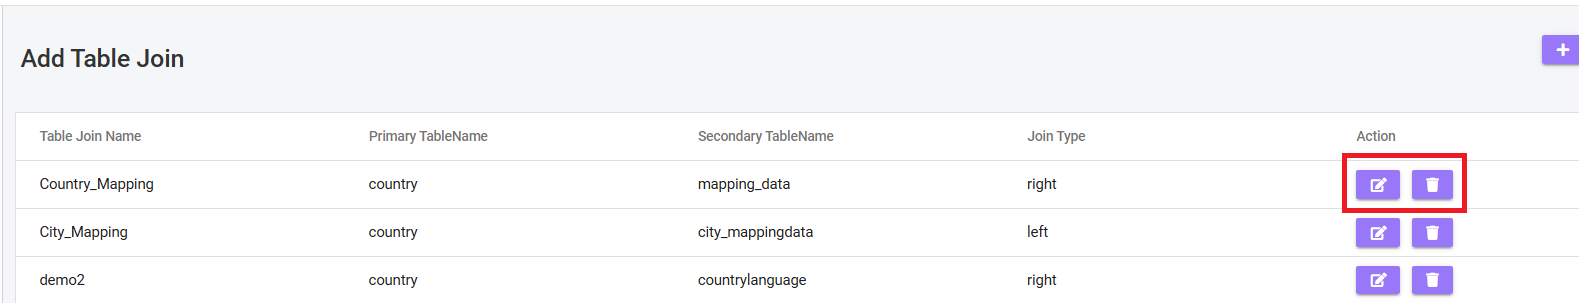 Add Table Join
Table Join Name Primary TableName Secondary TableName Join Type Action
Country_Mapping country mapping_data right
City_Mapping country city_mappingdata left
demo2 country countrylanguage right